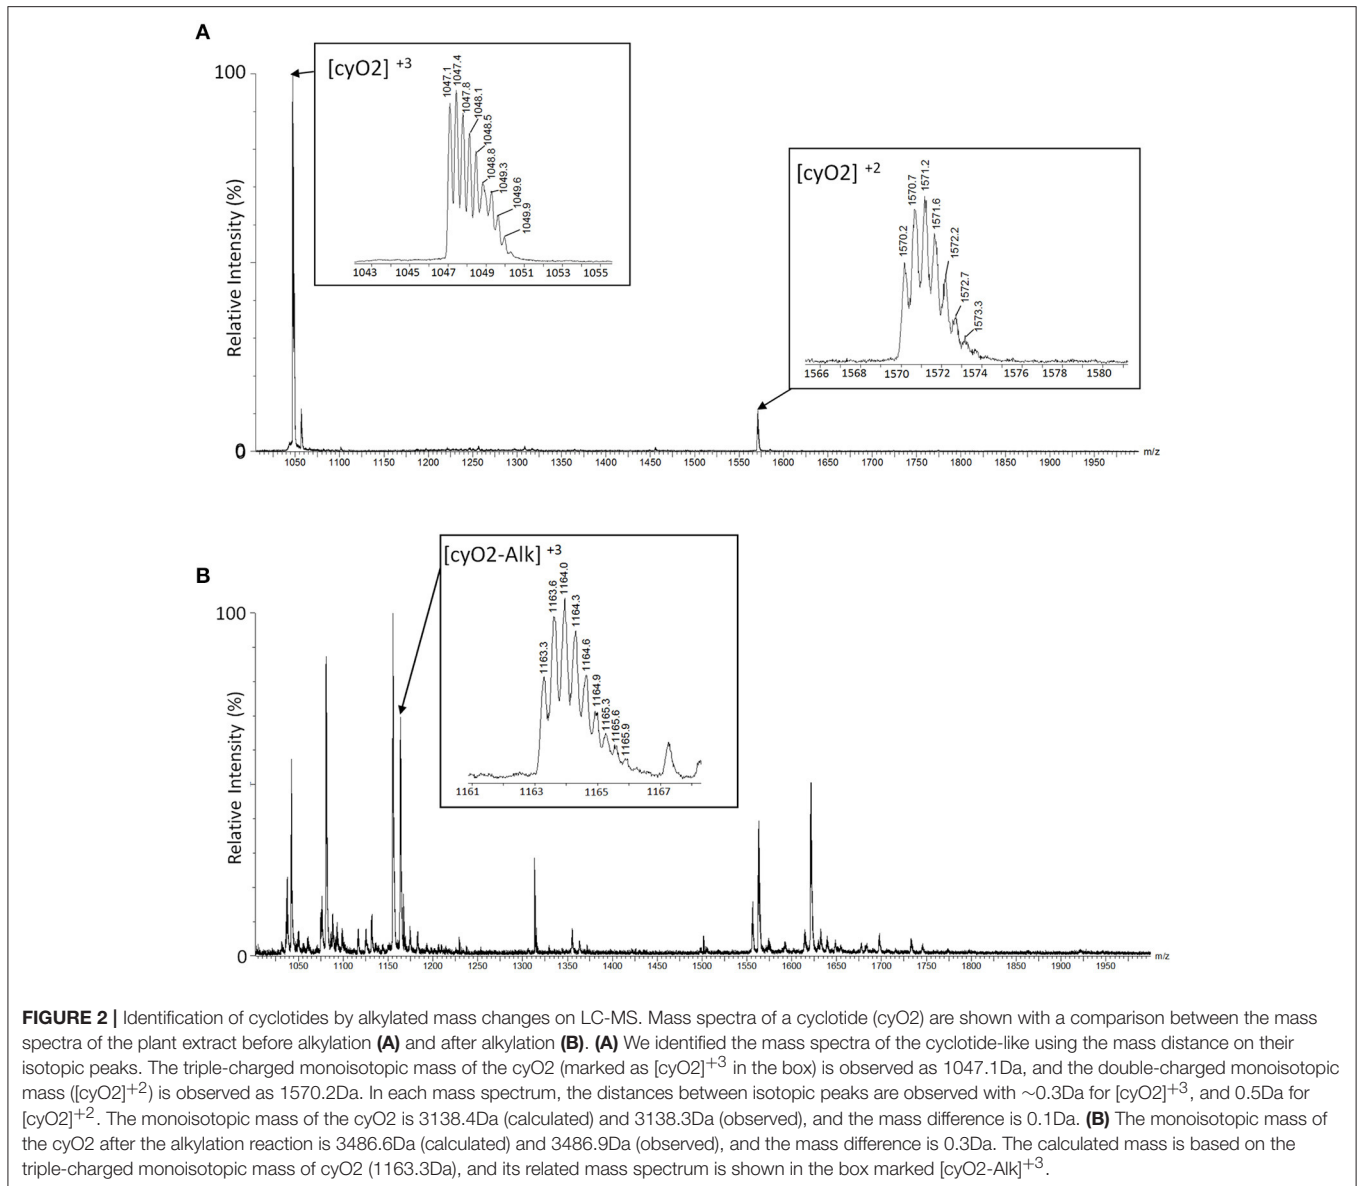 A
100
Relative Intensity (%)
0
[cyO2] +3
1047.1
1047.4
1047.8
1048.1
1048.5
1048.8
1049.3
1049.6
1049.9
1043 1045 1047 1049 1051 1053 1055
[cyO2] +2
1570.2
1570.7
1571.2
1571.6
1572.2
1572.7
1573.3
1566 1568 1570 1572 1574 1576 1578 1580
1050 1100 1150 1200 1250 1300 1350 1400 1450 1500 1550 1600 1650 1700 1750 1800 1850 1900 1950 m/z
B
100
Relative Intensity (%)
0
[cyO2-Alk] +3
1163.3
1163.6
1164.0
1164.3
1164.6
1164.9
1165.3
1165.6
1165.9
1161 1163 1165 1167
1050 1100 1150 1200 1250 1300 1350 1400 1450 1500 1550 1600 1650 1700 1750 1800 1850 1900 1950 m/z
FIGURE 2 | Identification of cyclotides by alkylated mass changes on LC-MS. Mass spectra of a cyclotide (cyO2) are shown with a comparison between the mass
spectra of the plant extract before alkylation (A) and after alkylation (B). (A) We identified the mass spectra of the cyclotide-like using the mass distance on their
isotopic peaks. The triple-charged monoisotopic mass of the cyO2 (marked as [cyO2]+3 in the box) is observed as 1047.1Da, and the double-charged monoisotopic
mass ([cyO2]+2) is observed as 1570.2Da. In each mass spectrum, the distances between isotopic peaks are observed with ~0.3Da for [cyO2]+3, and 0.5Da for
[cyO2]+2. The monoisotopic mass of the cyO2 is 3138.4Da (calculated) and 3138.3Da (observed), and the mass difference is 0.1Da. (B) The monoisotopic mass of
the cyO2 after the alkylation reaction is 3486.6Da (calculated) and 3486.9Da (observed), and the mass difference is 0.3Da. The calculated mass is based on the
triple-charged monoisotopic mass of cyO2 (1163.3Da), and its related mass spectrum is shown in the box marked [cyO2-Alk]+3.